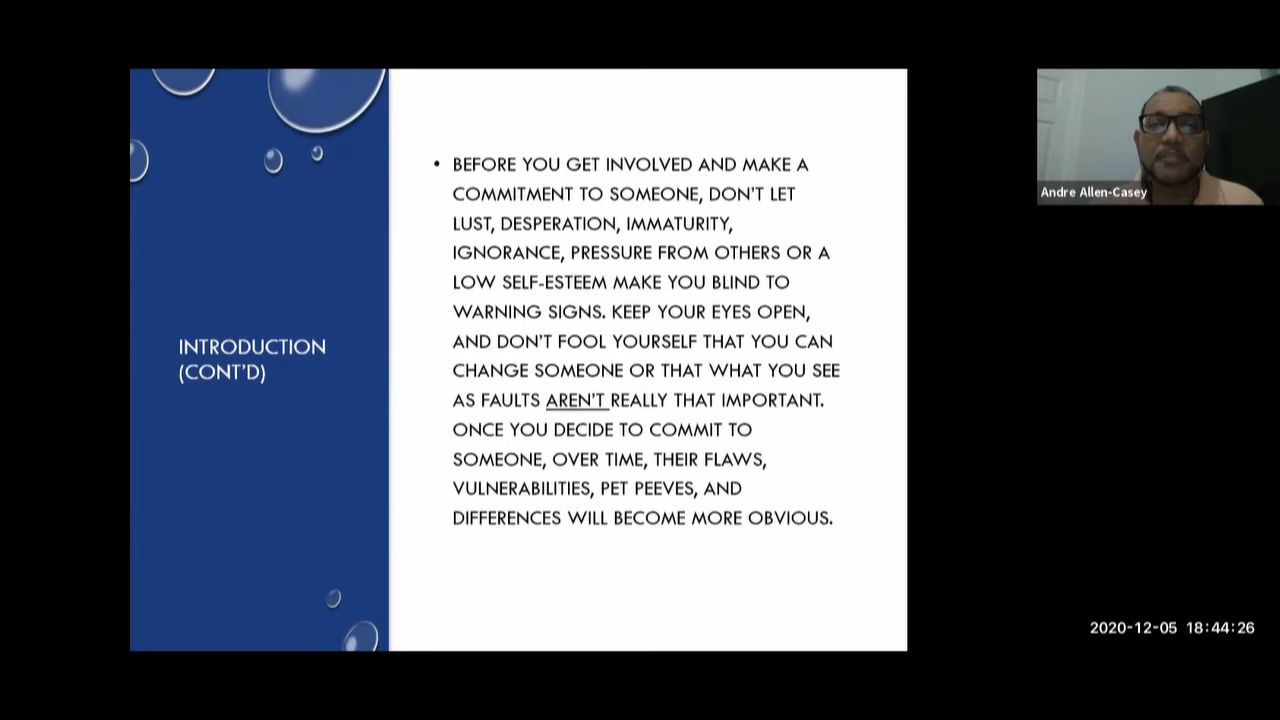 INTRODUCTION
(CONT'D)
• BEFORE YOU GET INVOLVED AND MAKE A
COMMITMENT TO SOMEONE, DON'T LET
LUST, DESPERATION, IMMATURITY,
IGNORANCE, PRESSURE FROM OTHERS OR A
LOW SELF-ESTEEM MAKE YOU BLIND TO
WARNING SIGNS. KEEP YOUR EYES OPEN,
AND DON'T FOOL YOURSELF THAT YOU CAN
CHANGE SOMEONE OR THAT WHAT YOU SEE
AS FAULTS AREN'T REALLY THAT IMPORTANT.
ONCE YOU DECIDE TO COMMIT TO
SOMEONE, OVER TIME, THEIR FLAWS,
VULNERABILITIES, PET PEEVES, AND
DIFFERENCES WILL BECOME MORE OBVIOUS.
Andre Allen-Casey
2020-12-05 18:44:26